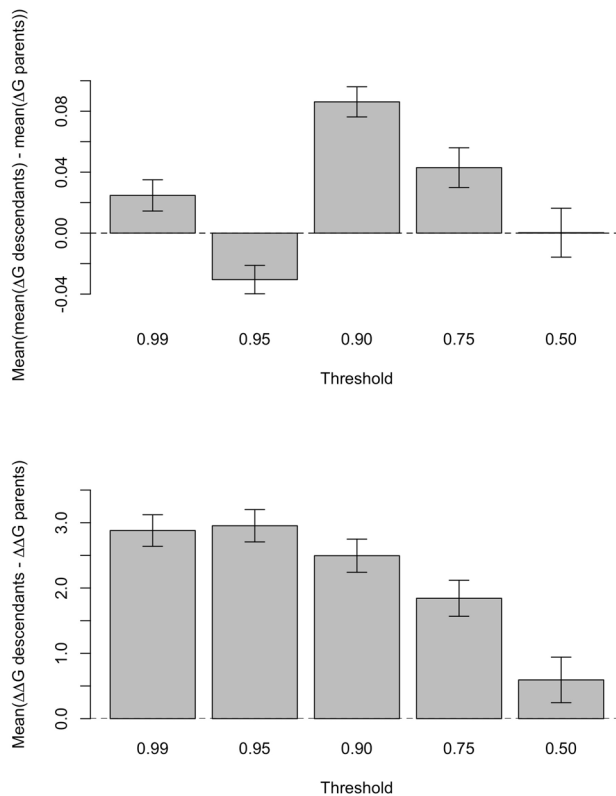 Mean(mean(ΔG descendants) - mean(ΔG parents))
0.08
0.04
0.00
-0.04
0.99 0.95 0.90 0.75 0.50
Threshold
Mean(ΔΔG descendants - ΔΔG parents)
3.0
2.0
1.0
0.0
0.99 0.95 0.90 0.75 0.50
Threshold